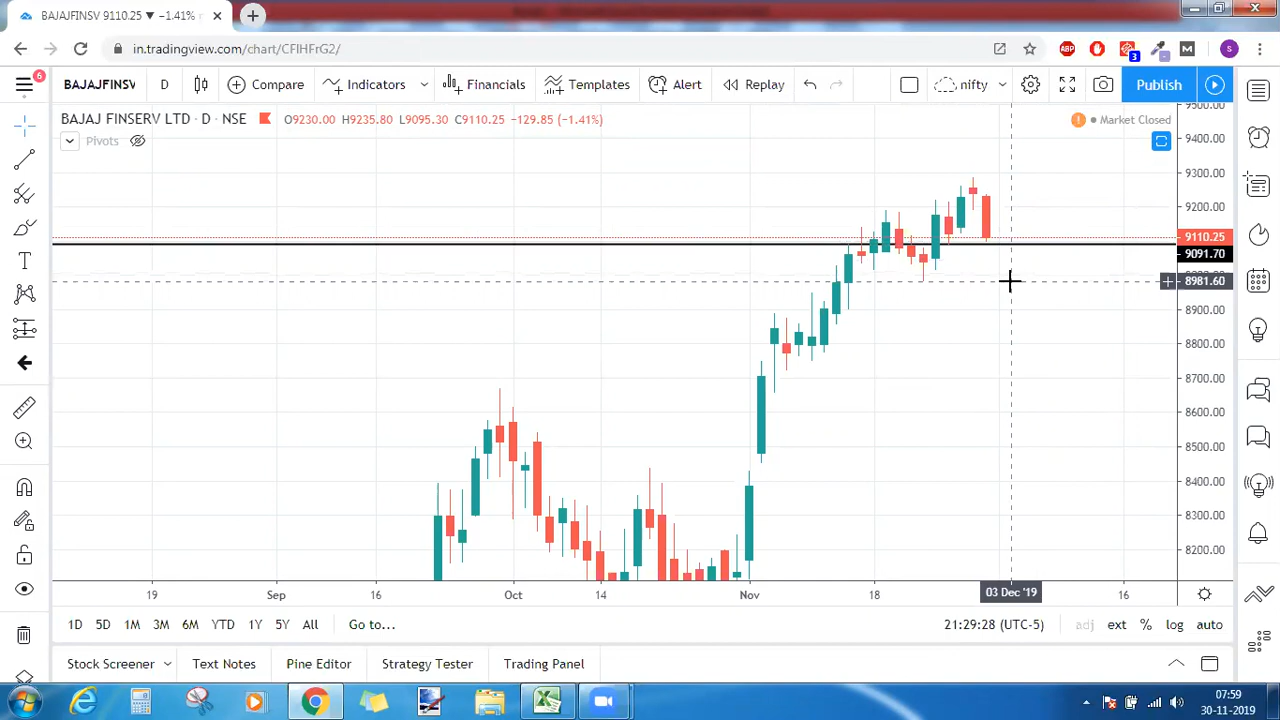 BAJAJFINSV 9110.25 ▼ −1.41%
in.tradingview.com/chart/CFIHFrG2/
ABP
3
M
S
6
BAJAJFINSV
D
Compare
Indicators
Financials
Templates
Alert
Replay
nifty
Publish
BAJAJ FINSERV LTD · D · NSE
O9230.00 H9235.80 L9095.30 C9110.25 −129.85 (−1.41%)
Market Closed
Pivots
9500.00
9400.00
9300.00
9200.00
9110.25
9091.70
8981.60
8900.00
8800.00
8700.00
8600.00
8500.00
8400.00
8300.00
8200.00
19
Sep
16
Oct
14
Nov
18
03 Dec '19
16
1D
5D
1M
3M
6M
YTD
1Y
5Y
All
Go to...
21:29:28 (UTC-5)
adj
ext
%
log
auto
Stock Screener
Text Notes
Pine Editor
Strategy Tester
Trading Panel
07:59
30-11-2019